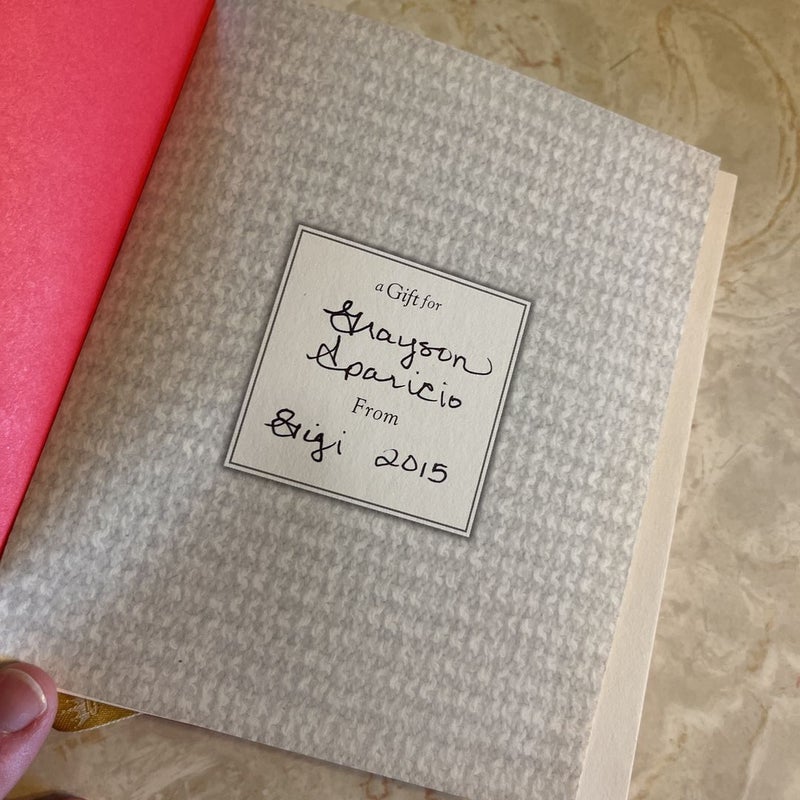 a Gift for
Grayson
Aparicio
From
Gigi 2015